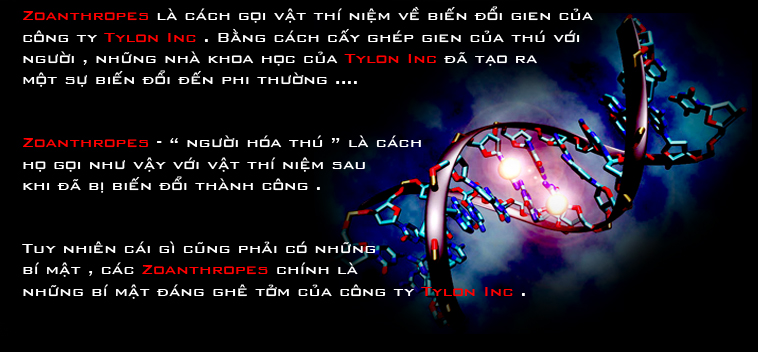 Zoanthropes là cách gọi vật thí niệm về biến đổi gien của
công ty Tylon Inc . Bằng cách cấy ghép gien của thú với
người , những nhà khoa học của Tylon Inc đã tạo ra
một sự biến đổi đến phi thường ....
Zoanthropes - “ người hóa thú ” là cách
họ gọi như vậy với vật thí niệm sau
khi đã bị biến đổi thành công .
Tuy nhiên cái gì cũng phải có những
bí mật , các Zoanthropes chính là
những bí mật đáng ghê tởm của công ty Tylon Inc .